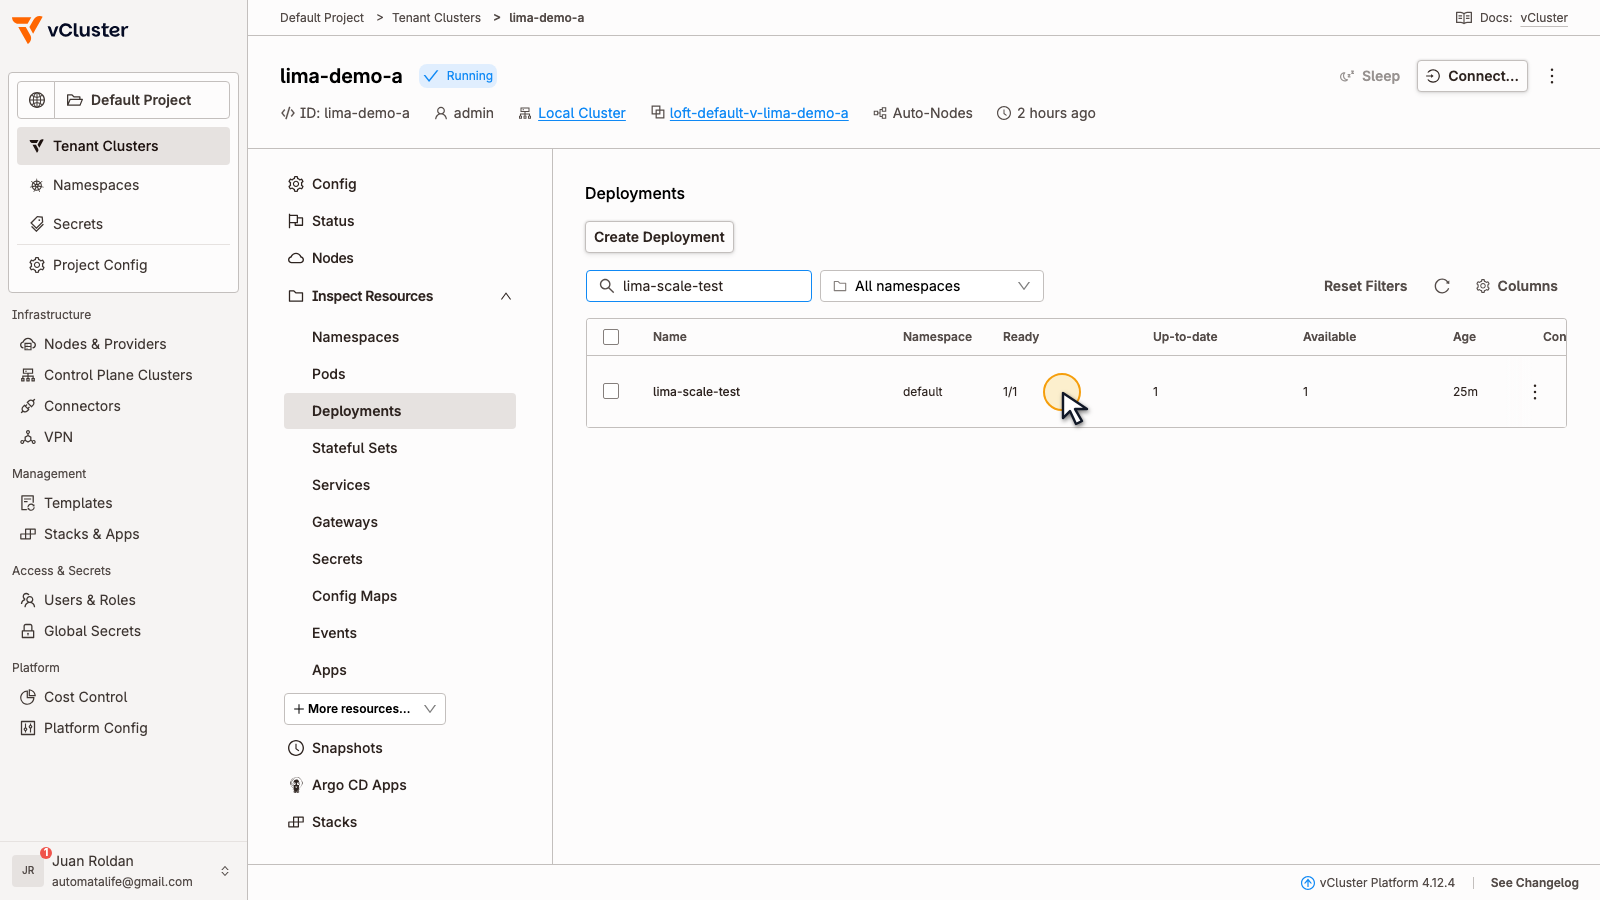 vCluster
Default Project > Tenant Clusters > lima-demo-a
Docs: vCluster
Default Project
Tenant Clusters
Namespaces
Secrets
Project Config
Infrastructure
Nodes & Providers
Control Plane Clusters
Connectors
VPN
Management
Templates
Stacks & Apps
Access & Secrets
Users & Roles
Global Secrets
Platform
Cost Control
Platform Config
JR
1
Juan Roldan
automatalife@gmail.com
lima-demo-a
Running
Sleep
Connect...
ID: lima-demo-a
admin
Local Cluster
loft-default-v-lima-demo-a
Auto-Nodes
2 hours ago
Config
Status
Nodes
Inspect Resources
Namespaces
Pods
Deployments
Stateful Sets
Services
Gateways
Secrets
Config Maps
Events
Apps
+ More resources...
Snapshots
Argo CD Apps
Stacks
Deployments
Create Deployment
lima-scale-test
All namespaces
Reset Filters
Columns
Name Namespace Ready Up-to-date Available Age Con
lima-scale-test default 1/1 1 1 25m
vCluster Platform 4.12.4
See Changelog